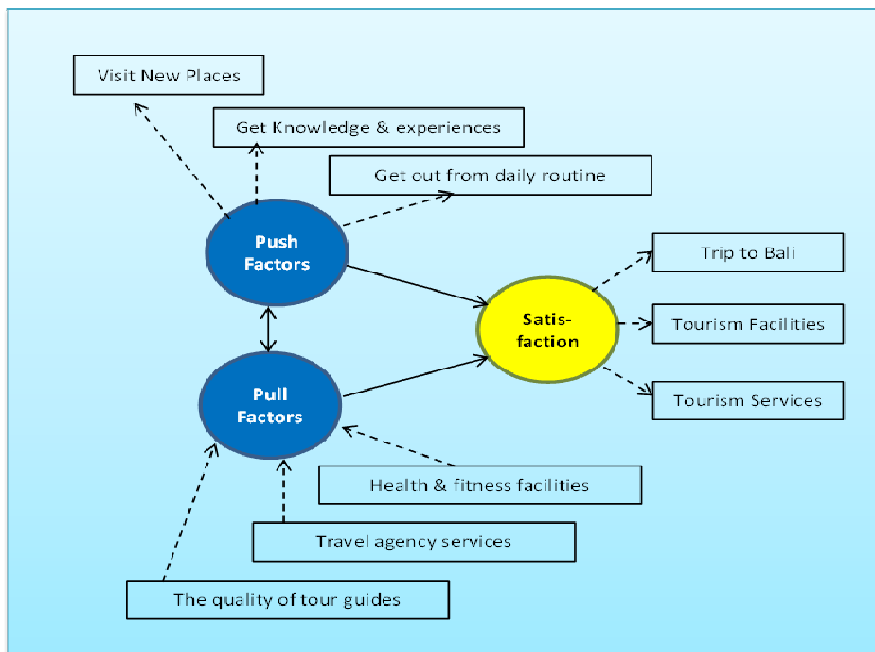 Visit New Places
Get Knowledge & experiences
Get out from daily routine
Push
Factors
Trip to Bali
Satis-
faction
Tourism Facilities
Tourism Services
Pull
Factors
Health & fitness facilities
Travel agency services
The quality of tour guides